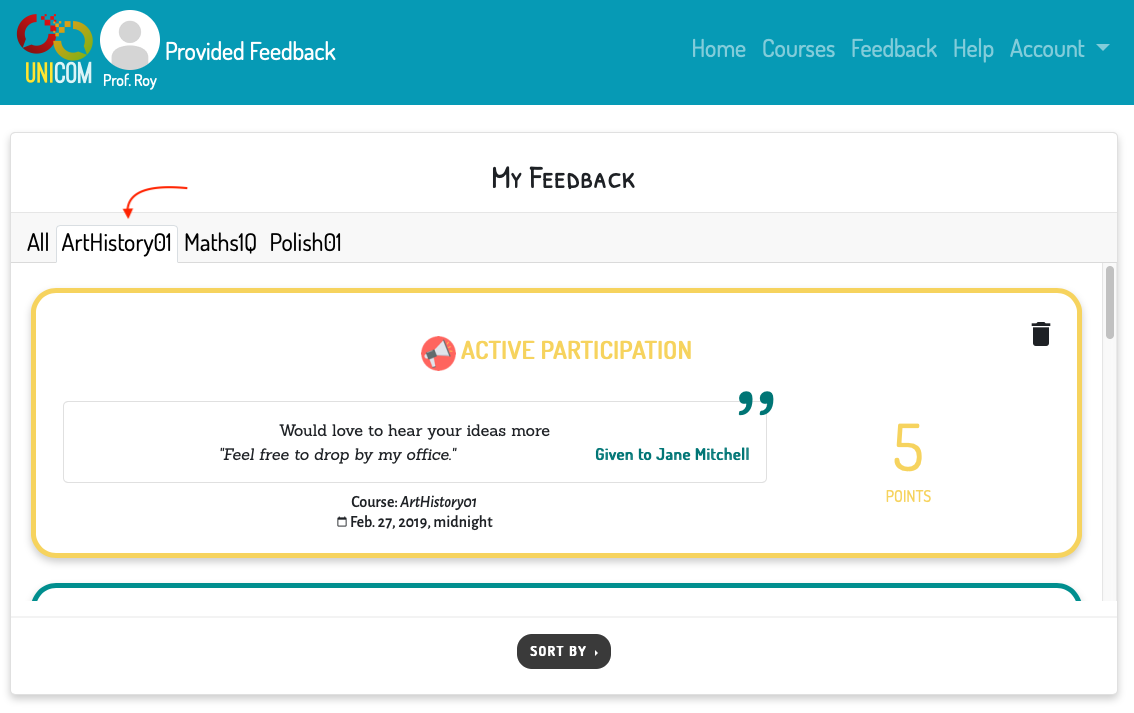 UNICOM
Prof. Roy
Provided Feedback
Home Courses Feedback Help Account
My Feedback
All ArtHistory01 Maths1Q Polish01
ACTIVE PARTICIPATION
Would love to hear your ideas more
"Feel free to drop by my office."
Given to Jane Mitchell
5
POINTS
Course: ArtHistory01
Feb. 27, 2019, midnight
SORT BY